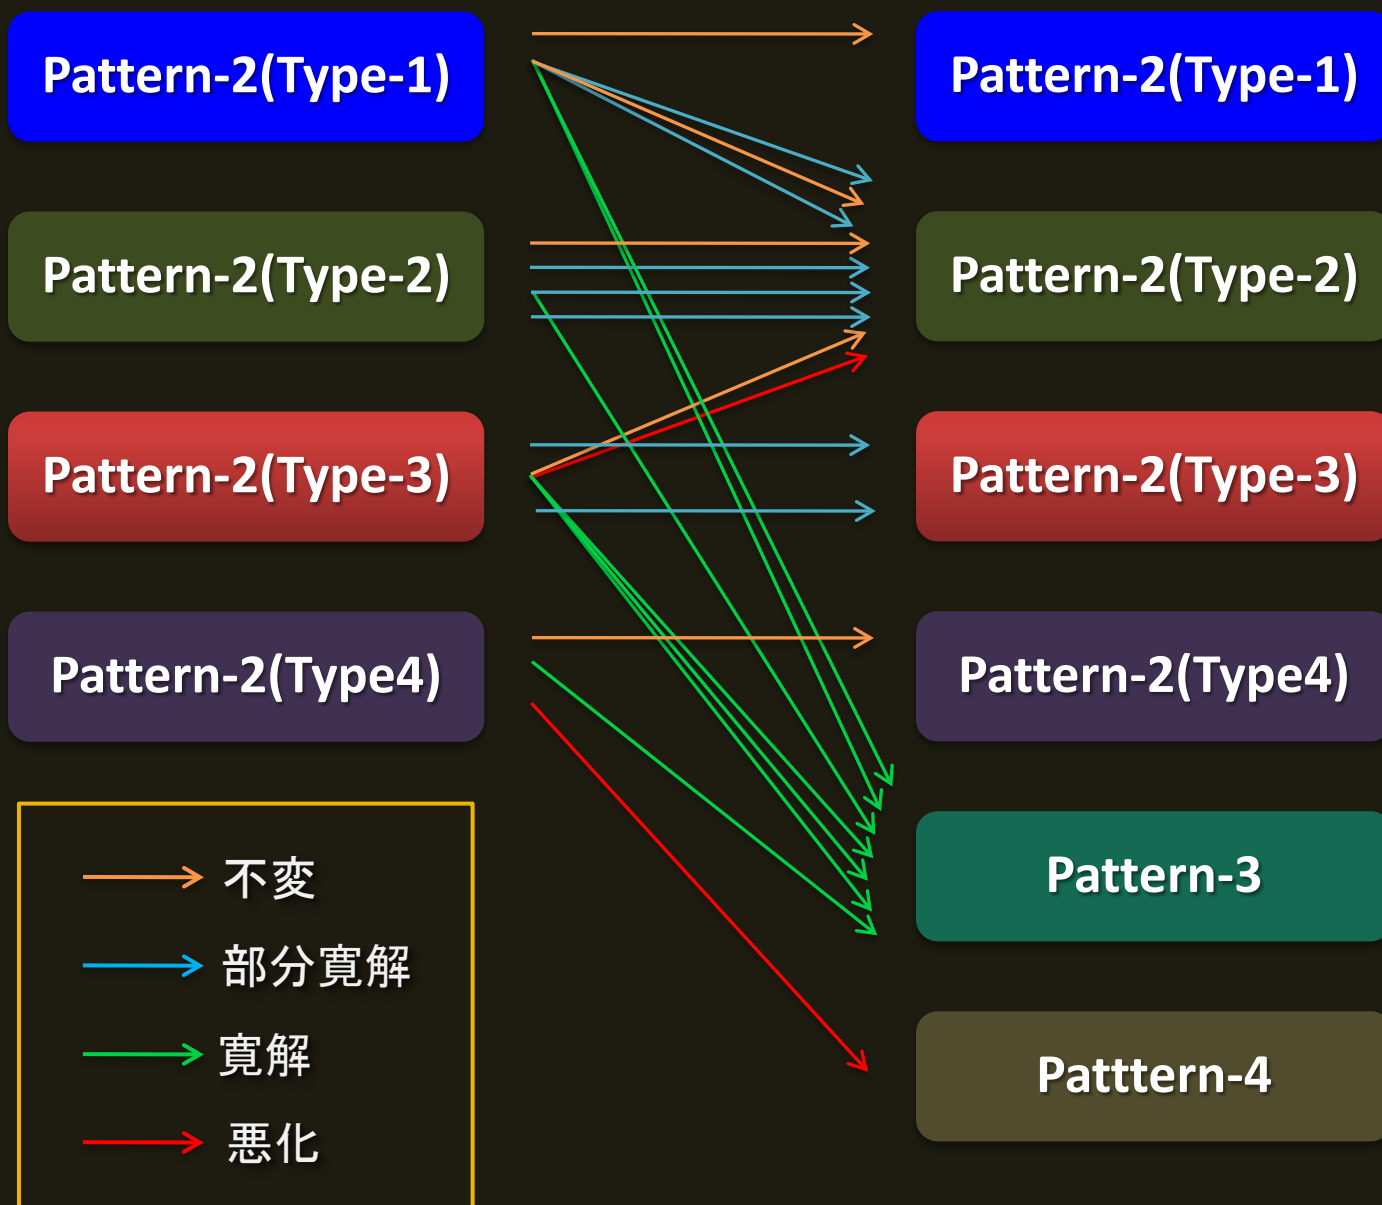 Pattern-2(Type-1)
Pattern-2(Type-1)
Pattern-2(Type-2)
Pattern-2(Type-2)
Pattern-2(Type-3)
Pattern-2(Type-3)
Pattern-2(Type4)
Pattern-2(Type4)
Pattern-3
Patttern-4
不変
部分寛解
寛解
悪化